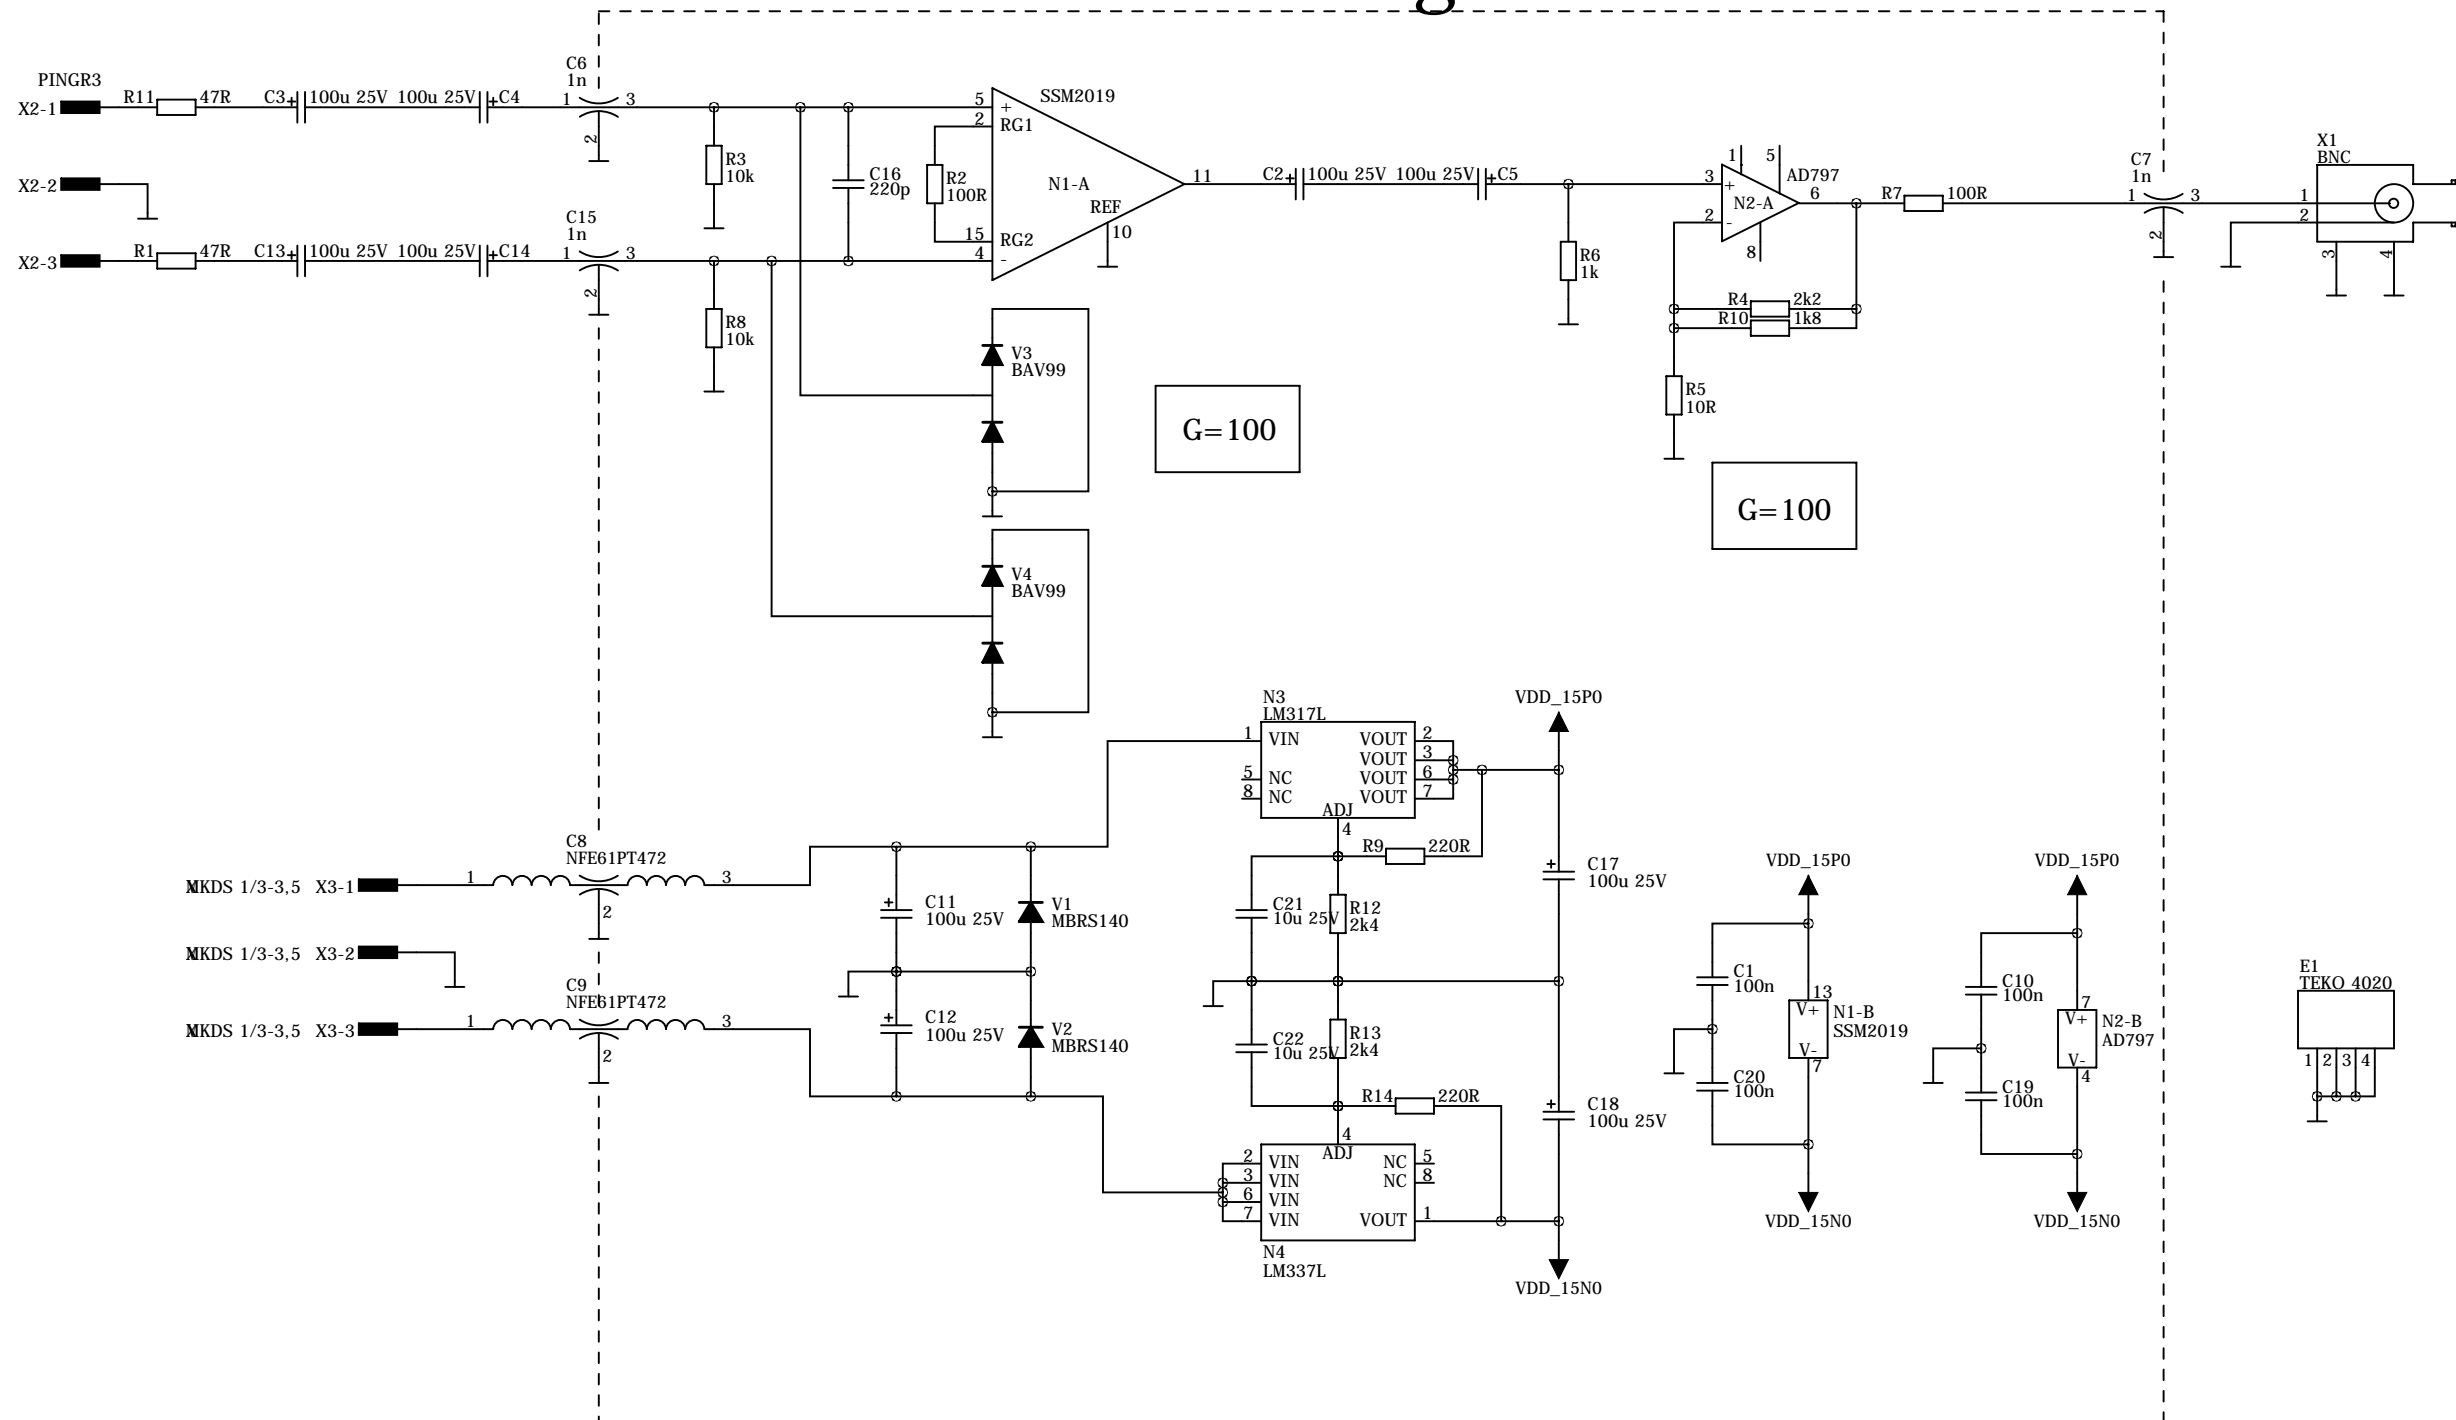 PINGR3
X2-1
R11
47R
C3
+
100u 25V
100u 25V
+
C4
C6
1n
1
3
2
X2-2
X2-3
R1
47R
C13
+
100u 25V
100u 25V
+
C14
C15
1n
1
3
2
R3
10k
R8
10k
C16
220p
R2
100R
5
+
2
RG1
15
RG2
4
-
SSM2019
N1-A
REF
10
11
V3
BAV99
V4
BAV99
G=100
C2
+
100u 25V
100u 25V
+
C5
R6
1k
3
+
2
-
1
5
AD797
N2-A
6
8
R4
2k2
R10
1k8
R5
10R
G=100
R7
100R
C7
1n
1
3
2
X1
BNC
1
2
3
4
MKDS 1/3-3,5
X3-1
1
C8
NFE61PT472
3
2
MKDS 1/3-3,5
X3-2
MKDS 1/3-3,5
X3-3
1
C9
NFE61PT472
3
2
+
C11
100u 25V
V1
MBRS140
+
C12
100u 25V
V2
MBRS140
N3
LM317L
1
VIN
VOUT
2
VOUT
3
5
NC
VOUT
6
8
NC
VOUT
7
ADJ
4
R9
220R
C21
10u 25V
R12
2k4
C22
10u 25V
R13
2k4
R14
220R
4
ADJ
2
VIN
NC
5
3
VIN
NC
8
6
VIN
7
VIN
VOUT
1
N4
LM337L
VDD_15P0
+
C17
100u 25V
+
C18
100u 25V
VDD_15N0
VDD_15P0
C1
100n
13
V+
N1-B
SSM2019
V-
7
C20
100n
VDD_15N0
VDD_15P0
C10
100n
7
V+
N2-B
AD797
V-
4
C19
100n
VDD_15N0
E1
TEKO 4020
1
2
3
4